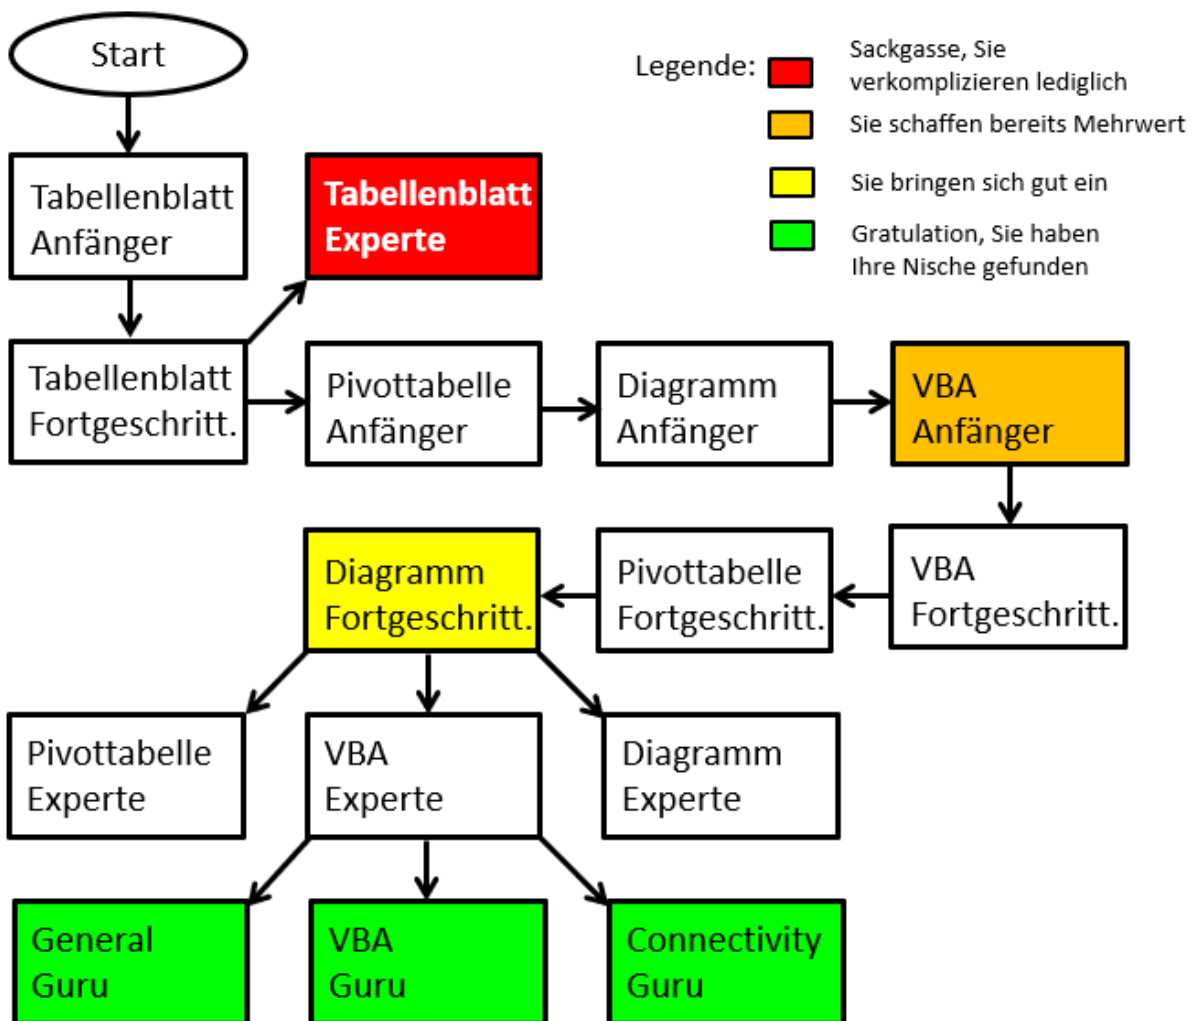 Start
Legende:
Sackgasse, Sie
verkomplizieren lediglich
Sie schaffen bereits Mehrwert
Sie bringen sich gut ein
Gratulation, Sie haben
Ihre Nische gefunden
Tabellenblatt
Anfänger
Tabellenblatt
Experte
Tabellenblatt
Fortgeschritt.
Pivottabelle
Anfänger
Diagramm
Anfänger
VBA
Anfänger
Diagramm
Fortgeschritt.
Pivottabelle
Fortgeschritt.
VBA
Fortgeschritt.
Pivottabelle
Experte
VBA
Experte
Diagramm
Experte
General
Guru
VBA
Guru
Connectivity
Guru